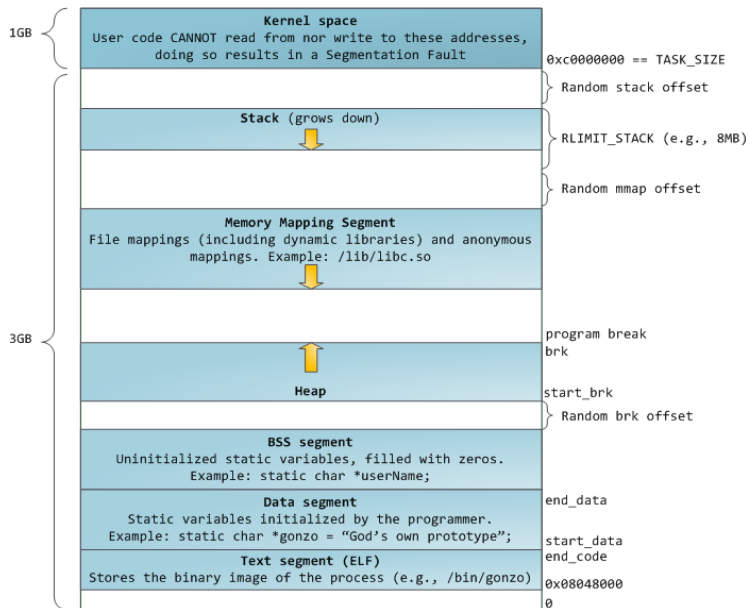 Kernel space
1GB
User code CANNOT read from nor write to these addresses,
doing so results in a Segmentation Fault
0xc0000000 == TASK_SIZE
Random stack offset
Stack (grows down)
RLIMIT_STACK (e.g., 8MB)
Random mmap offset
Memory Mapping Segment
File mappings (including dynamic libraries) and anonymous
mappings. Example: /lib/libc.so
3GB
program break
brk
Heap
start_brk
Random brk offset
BSS segment
Uninitialized static variables, filled with zeros.
Example: static char *userName;
Data segment
end_data
Static variables initialized by the programmer.
Example: static char *gonzo = “God’s own prototype”;
start_data
end_code
Text segment (ELF)
Stores the binary image of the process (e.g., /bin/gonzo)
0x08048000
0